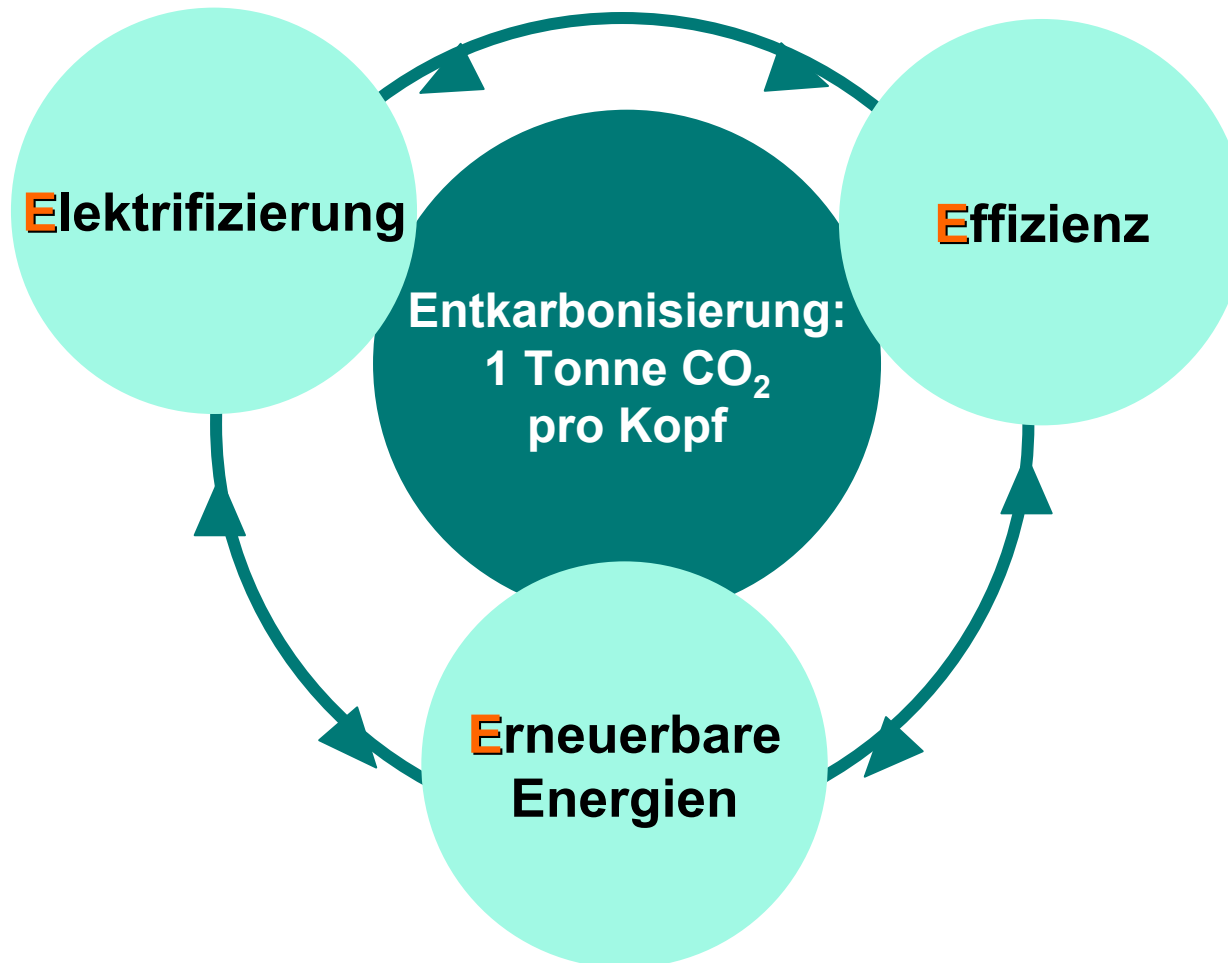 Elektrifizierung
Effizienz
Entkarbonisierung:
1 Tonne CO₂
pro Kopf
Erneuerbare
Energien